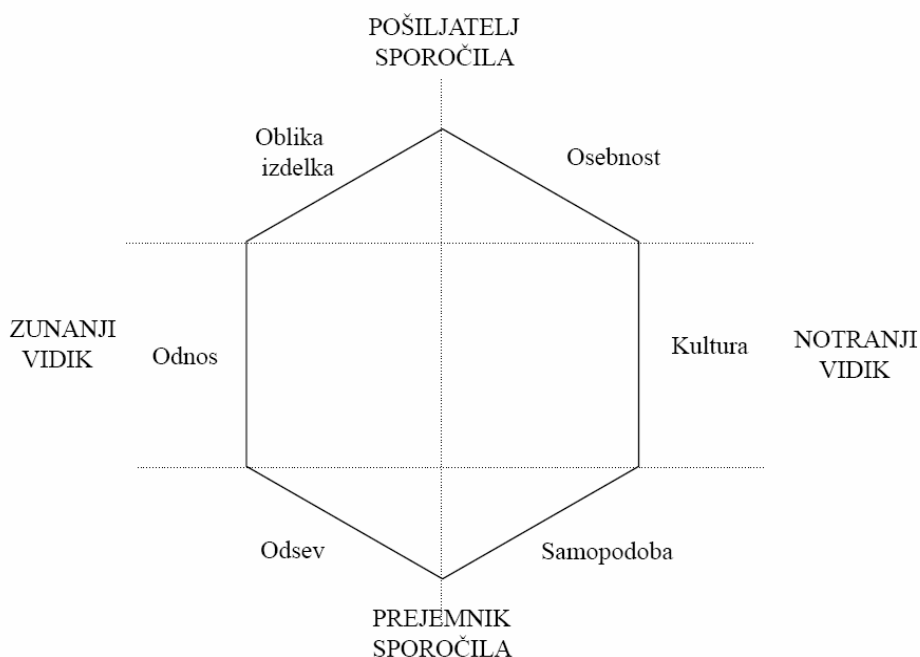 POŠILJATELJ
SPOROČILA
Oblika
izdelka
Osebnost
ZUNANJI
VIDIK
Odnos
Kultura
NOTRANJI
VIDIK
Odsev
Samopodoba
PREJEMNIK
SPOROČILA